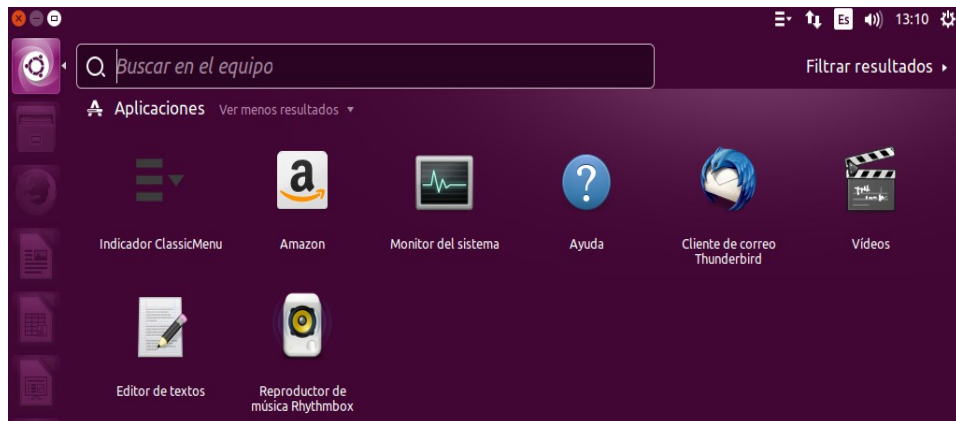 Es 13:10
Buscar en el equipo
Filtrar resultados
Aplicaciones Ver menos resultados
Indicador ClassicMenu
Amazon
Monitor del sistema
Ayuda
Cliente de correo
Thunderbird
Vídeos
Editor de textos
Reproductor de
música Rhythmbox